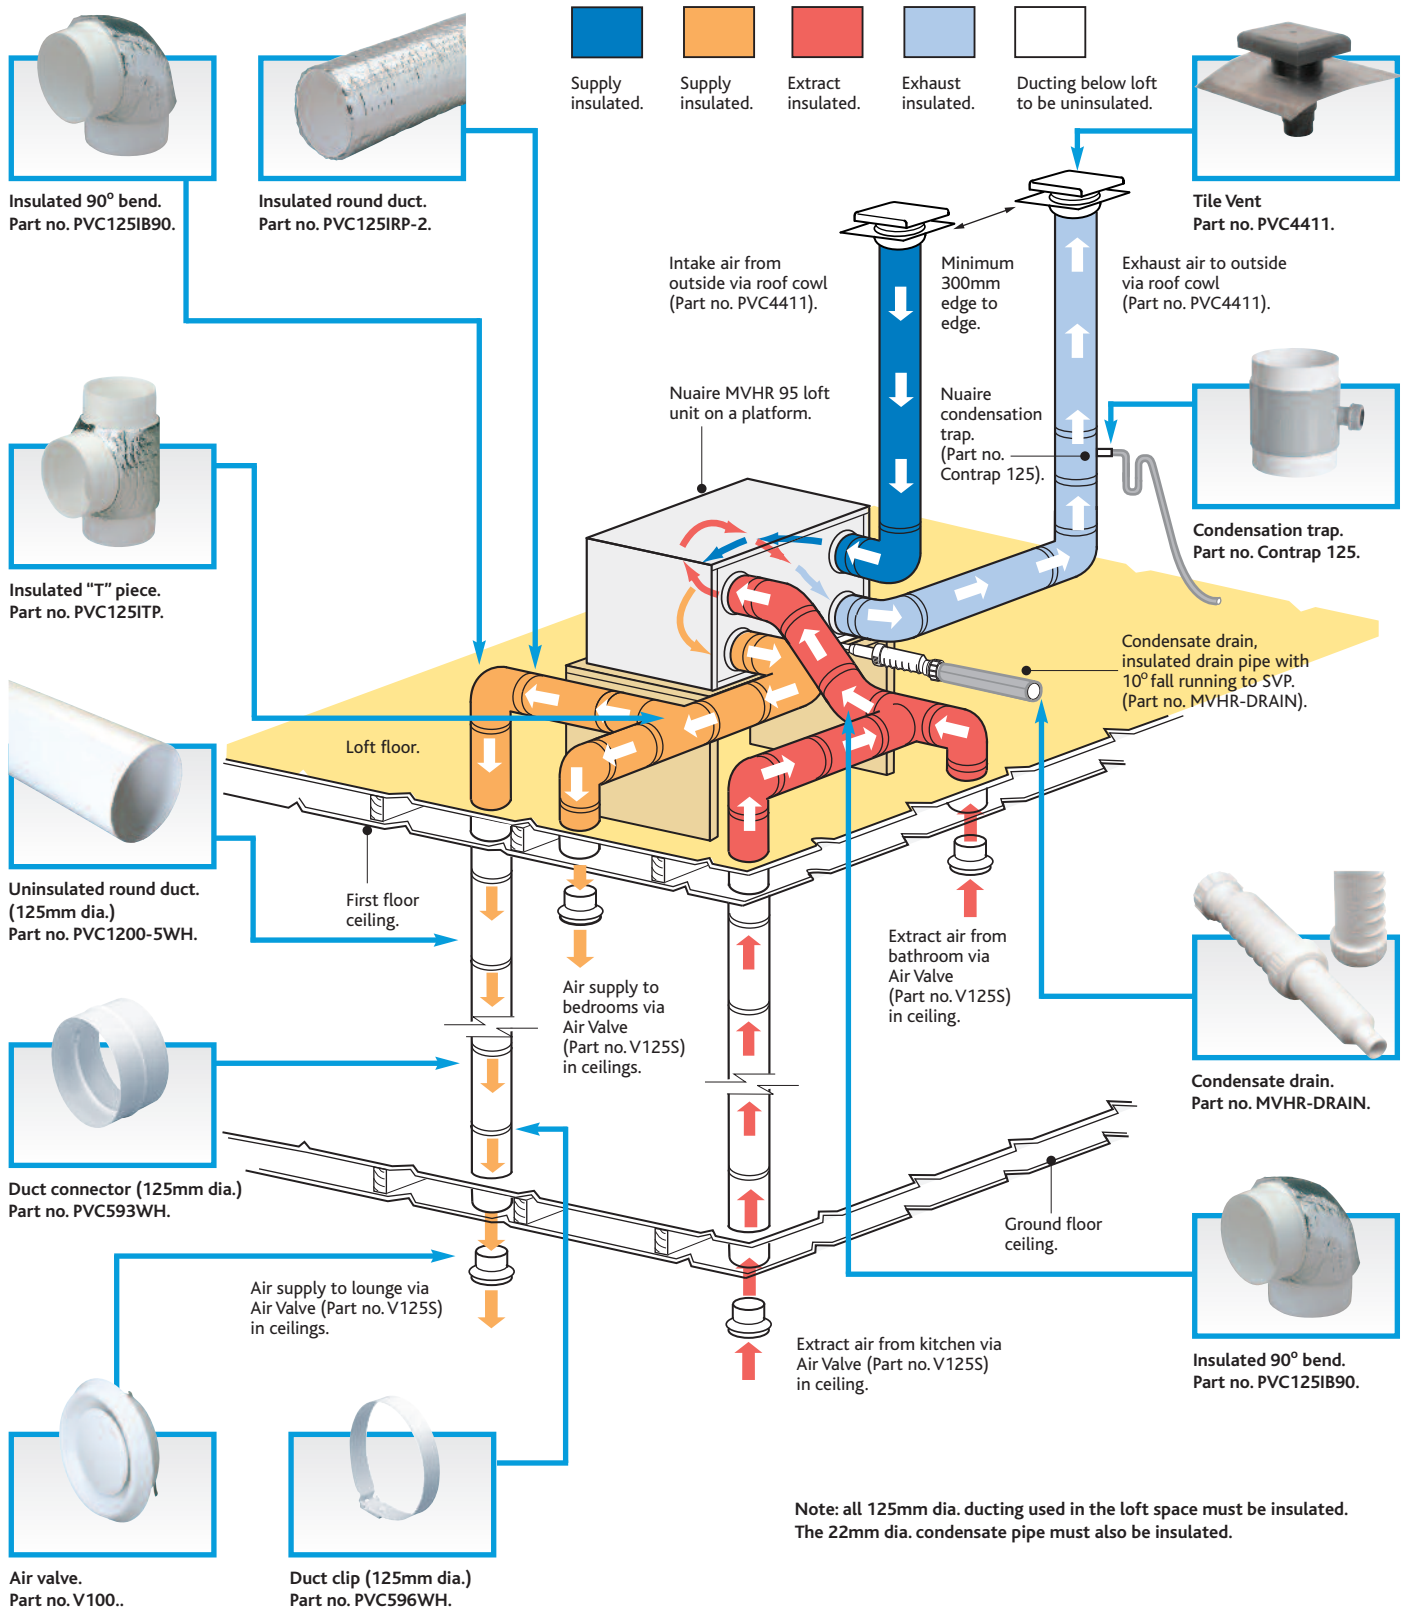 Supply
insulated.
Supply
insulated.
Extract
insulated.
Exhaust
insulated.
Ducting below loft
to be uninsulated.
Insulated 90° bend.
Part no. PVC125IB90.
Insulated round duct.
Part no. PVC125IRP-2.
Tile Vent
Part no. PVC4411.
Intake air from
outside via roof cowl
(Part no. PVC4411).
Minimum
300mm
edge to
edge.
Exhaust air to outside
via roof cowl
(Part no. PVC4411).
Nuaire MVHR 95 loft
unit on a platform.
Nuaire
condensation
trap.
(Part no.
Contrap 125).
Condensation trap.
Part no. Contrap 125.
Insulated “T” piece.
Part no. PVC125ITP.
Condensate drain,
insulated drain pipe with
10° fall running to SVP.
(Part no. MVHR-DRAIN).
Loft floor.
Uninsulated round duct.
(125mm dia.)
Part no. PVC1200-5WH.
First floor
ceiling.
Air supply to
bedrooms via
Air Valve
(Part no. V125S)
in ceilings.
Extract air from
bathroom via
Air Valve
(Part no. V125S)
in ceiling.
Condensate drain.
Part no. MVHR-DRAIN.
Duct connector (125mm dia.)
Part no. PVC593WH.
Ground floor
ceiling.
Air supply to lounge via
Air Valve (Part no. V125S)
in ceilings.
Extract air from kitchen via
Air Valve (Part no. V125S)
in ceiling.
Insulated 90° bend.
Part no. PVC125IB90.
Note: all 125mm dia. ducting used in the loft space must be insulated.
The 22mm dia. condensate pipe must also be insulated.
Air valve.
Part no. V100..
Duct clip (125mm dia.)
Part no. PVC596WH.